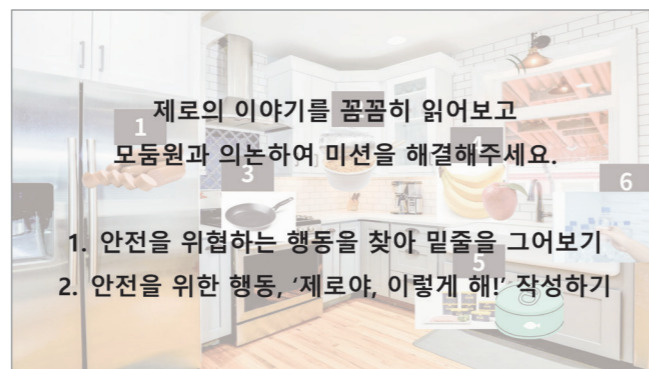 제로의 이야기를 꼼꼼히 읽어보고
모둠원과 의논하여 미션을 해결해주세요.
1
3
4
6
1. 안전을 위협하는 행동을 찾아 밑줄을 그어보기
5
2. 안전을 위한 행동, ‘제로야, 이렇게 해!’ 작성하기